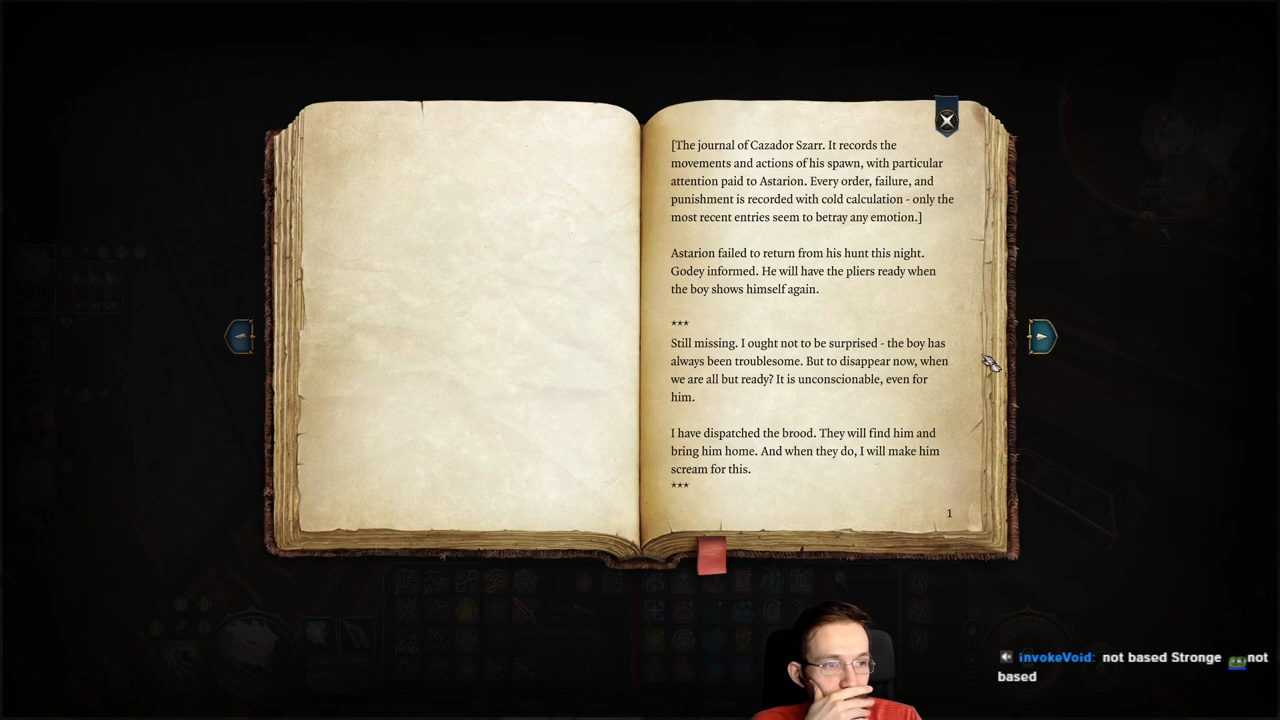 [The journal of Cazador Szarr. It records the
movements and actions of his spawn, with particular
attention paid to Astarion. Every order, failure, and
punishment is recorded with cold calculation - only the
most recent entries seem to betray any emotion.]
Astarion failed to return from his hunt this night.
Godey informed. He will have the pliers ready when
the boy shows himself again.
***
Still missing. I ought not to be surprised - the boy has
always been troublesome. But to disappear now, when
we are all but ready? It is unconscionable, even for
him.
I have dispatched the brood. They will find him and
bring him home. And when they do, I will make him
scream for this.
***
1
invokeVoid: not based Stronge not
based